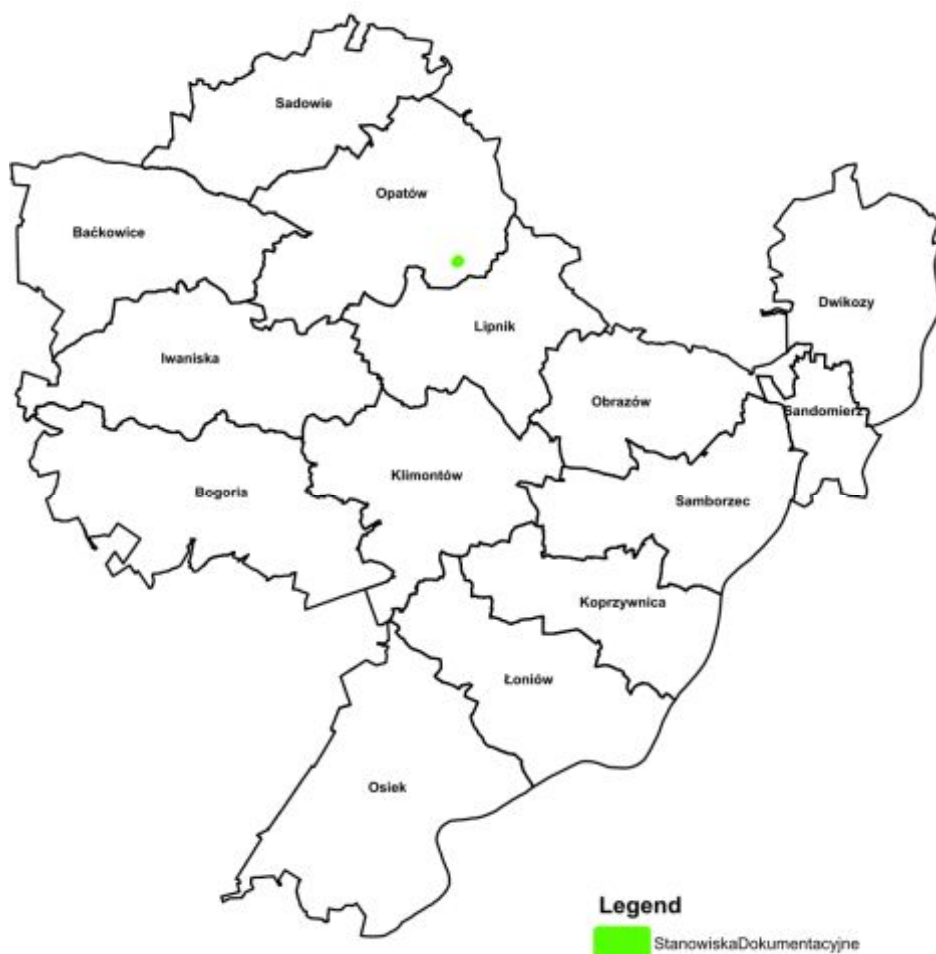 Sadowie
Opatów
Baćkowice
Dwikozy
Lipnik
Iwaniska
Obrazów
Sandomierz
Klimontów
Bogoria
Samborzec
Koprzywnica
Łoniów
Osiek
Legend
StanowiskaDokumentacyjne